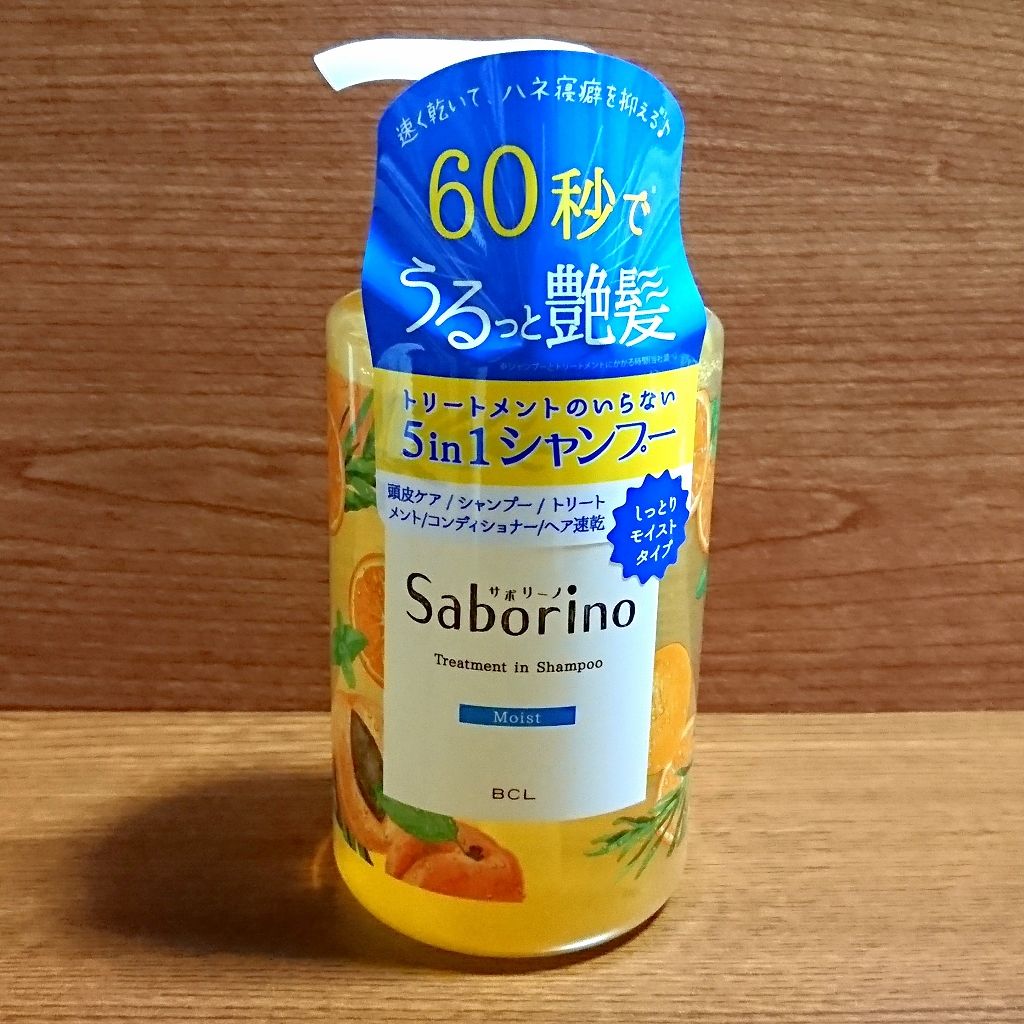 速く乾いて、ハネ寝癖を抑える♪
60秒で
うるっと艶髪
トリートメントのいらない
5in1シャンプー
頭皮ケア/シャンプー/トリート
メント/コンディショナー/ヘア速乾
しっとり
モイスト
タイプ
サボリーノ
Saborino
Treatment in Shampoo
Moist
BCL